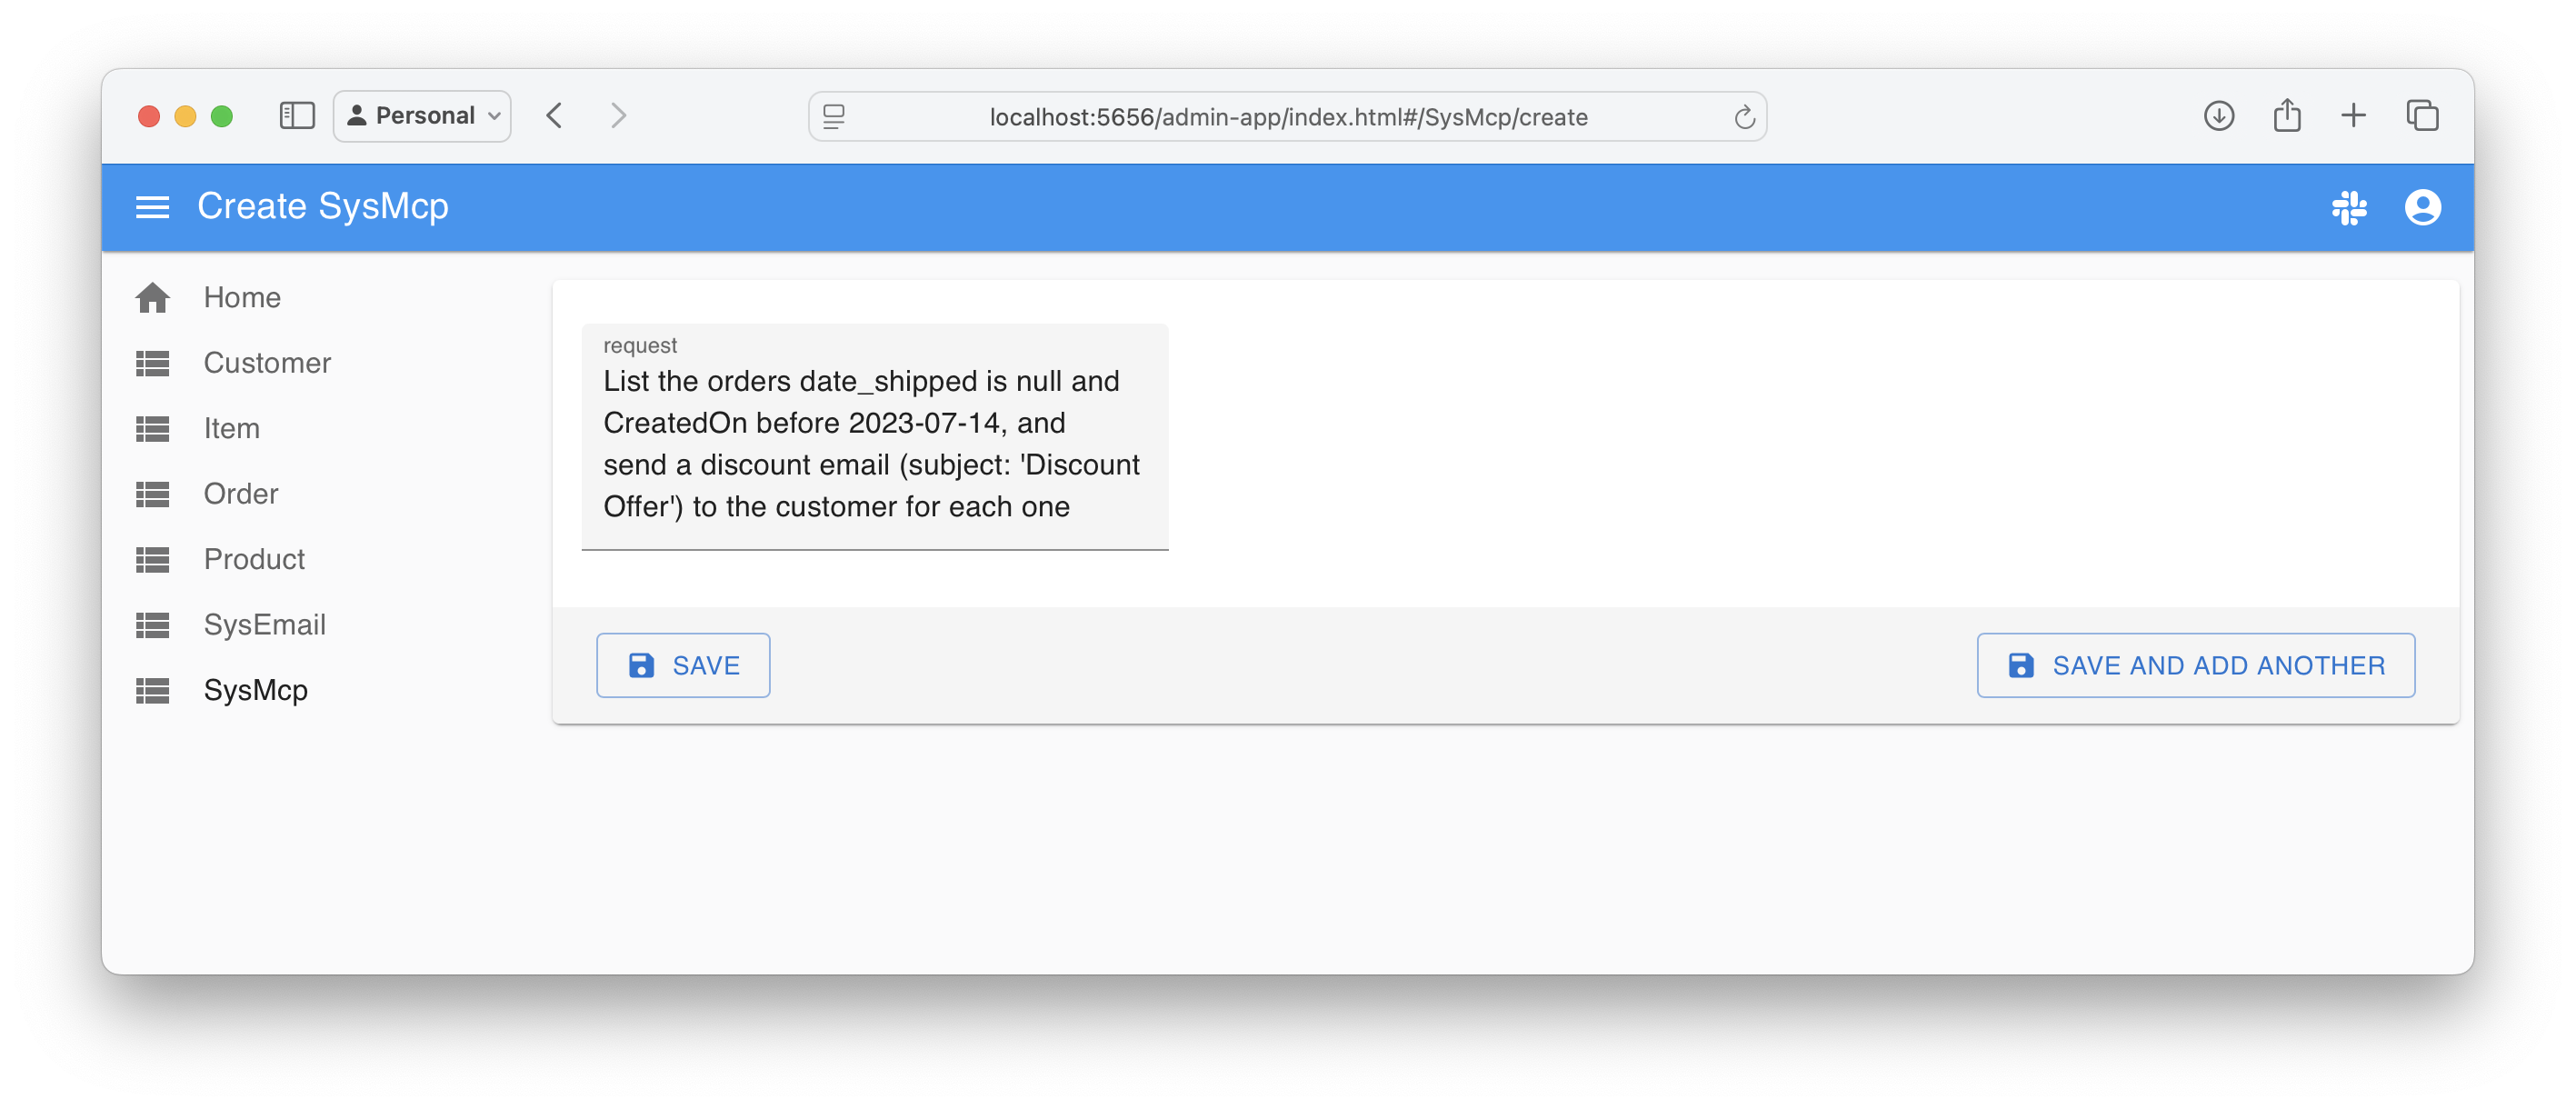 Personal
localhost:5656/admin-app/index.html#/SysMcp/create
Create SysMcp
Home
Customer
Item
Order
Product
SysEmail
SysMcp
request
List the orders date_shipped is null and
CreatedOn before 2023-07-14, and
send a discount email (subject: 'Discount
Offer') to the customer for each one
SAVE
SAVE AND ADD ANOTHER